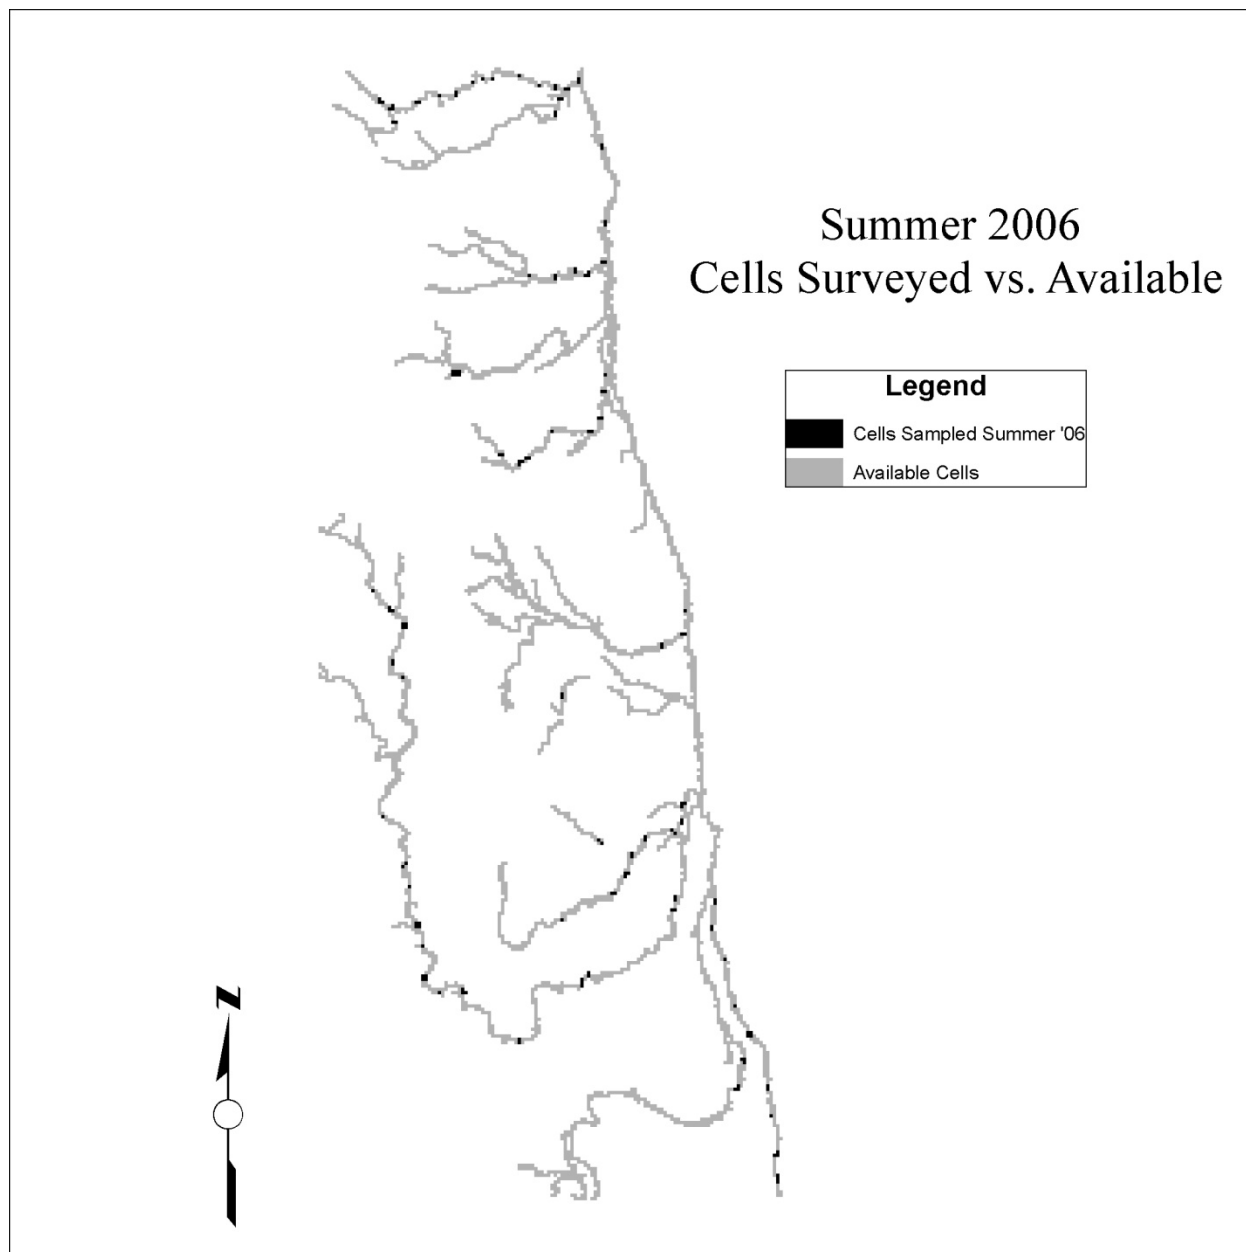 Summer 2006
Cells Surveyed vs. Available
Legend
Cells Sampled Summer '06
Available Cells
N